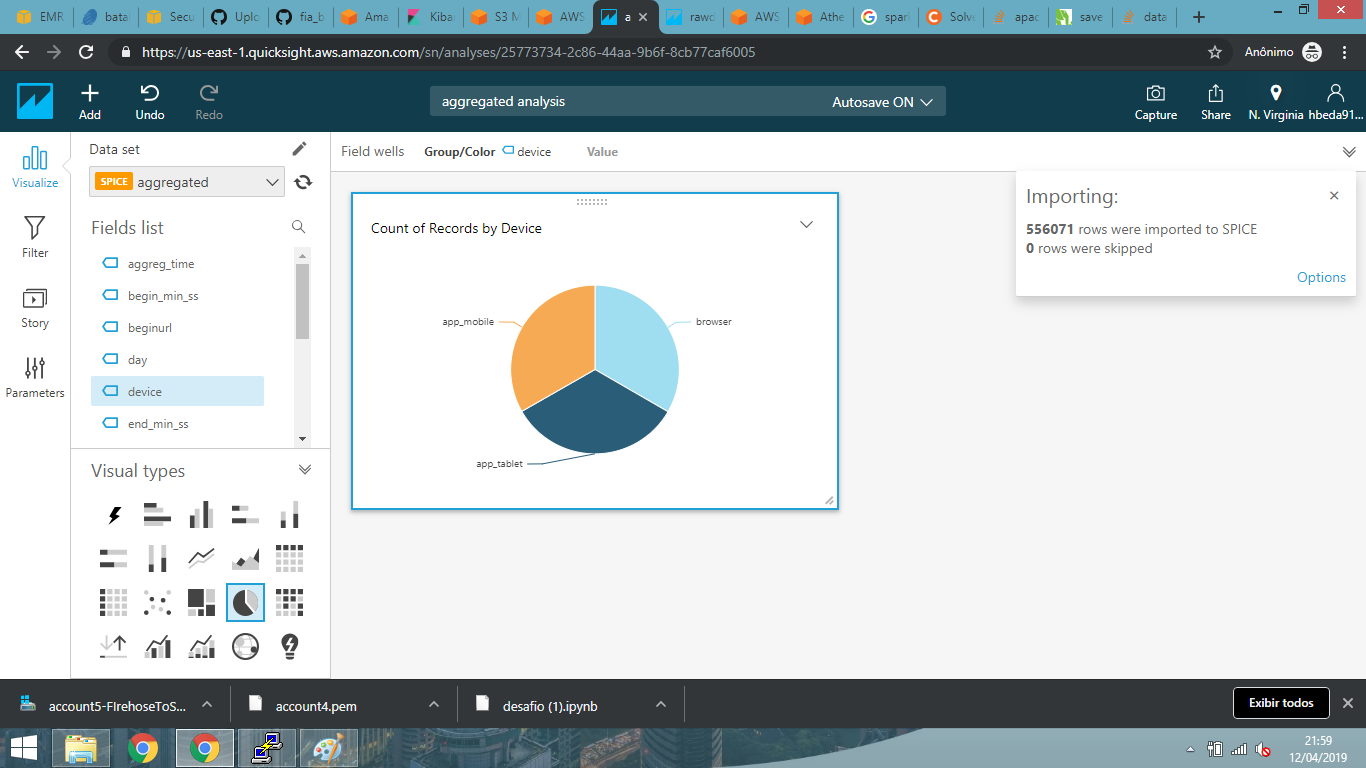 EMR
bata
Secu
Uplo
fia_b
Ama
Kiba
S3 M
AWS
a
rawc
AWS
Athe
spar
Solve
apac
save
data
https://us-east-1.quicksight.aws.amazon.com/sn/analyses/25773734-2c86-44aa-9b6f-8cb77caf6005
Anônimo
Add
Undo
Redo
aggregated analysis
Autosave ON
Capture
Share
N. Virginia
hbeda91...
Visualize
Filter
Story
Parameters
Data set
SPICE aggregated
Fields list
aggreg_time
begin_min_ss
beginurl
day
device
end_min_ss
Visual types
Field wells
Group/Color device
Value
Count of Records by Device
app_mobile
browser
app_tablet
Importing:
556071 rows were imported to SPICE
0 rows were skipped
Options
account5-FIrehoseToS...
account4.pem
desafio (1).ipynb
Exibir todos
21:59
12/04/2019